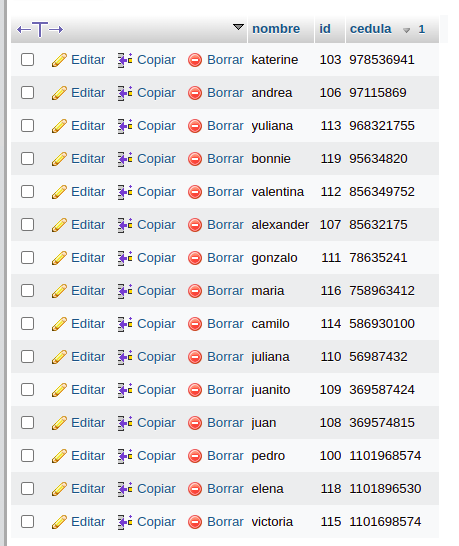 nombre id cedula 1
Editar Copiar Borrar katerine 103 978536941
Editar Copiar Borrar andrea 106 97115869
Editar Copiar Borrar yuliana 113 968321755
Editar Copiar Borrar bonnie 119 95634820
Editar Copiar Borrar valentina 112 856349752
Editar Copiar Borrar alexander 107 85632175
Editar Copiar Borrar gonzalo 111 78635241
Editar Copiar Borrar maria 116 758963412
Editar Copiar Borrar camilo 114 586930100
Editar Copiar Borrar juliana 110 56987432
Editar Copiar Borrar juanito 109 369587424
Editar Copiar Borrar juan 108 369574815
Editar Copiar Borrar pedro 100 1101968574
Editar Copiar Borrar elena 118 1101896530
Editar Copiar Borrar victoria 115 1101698574